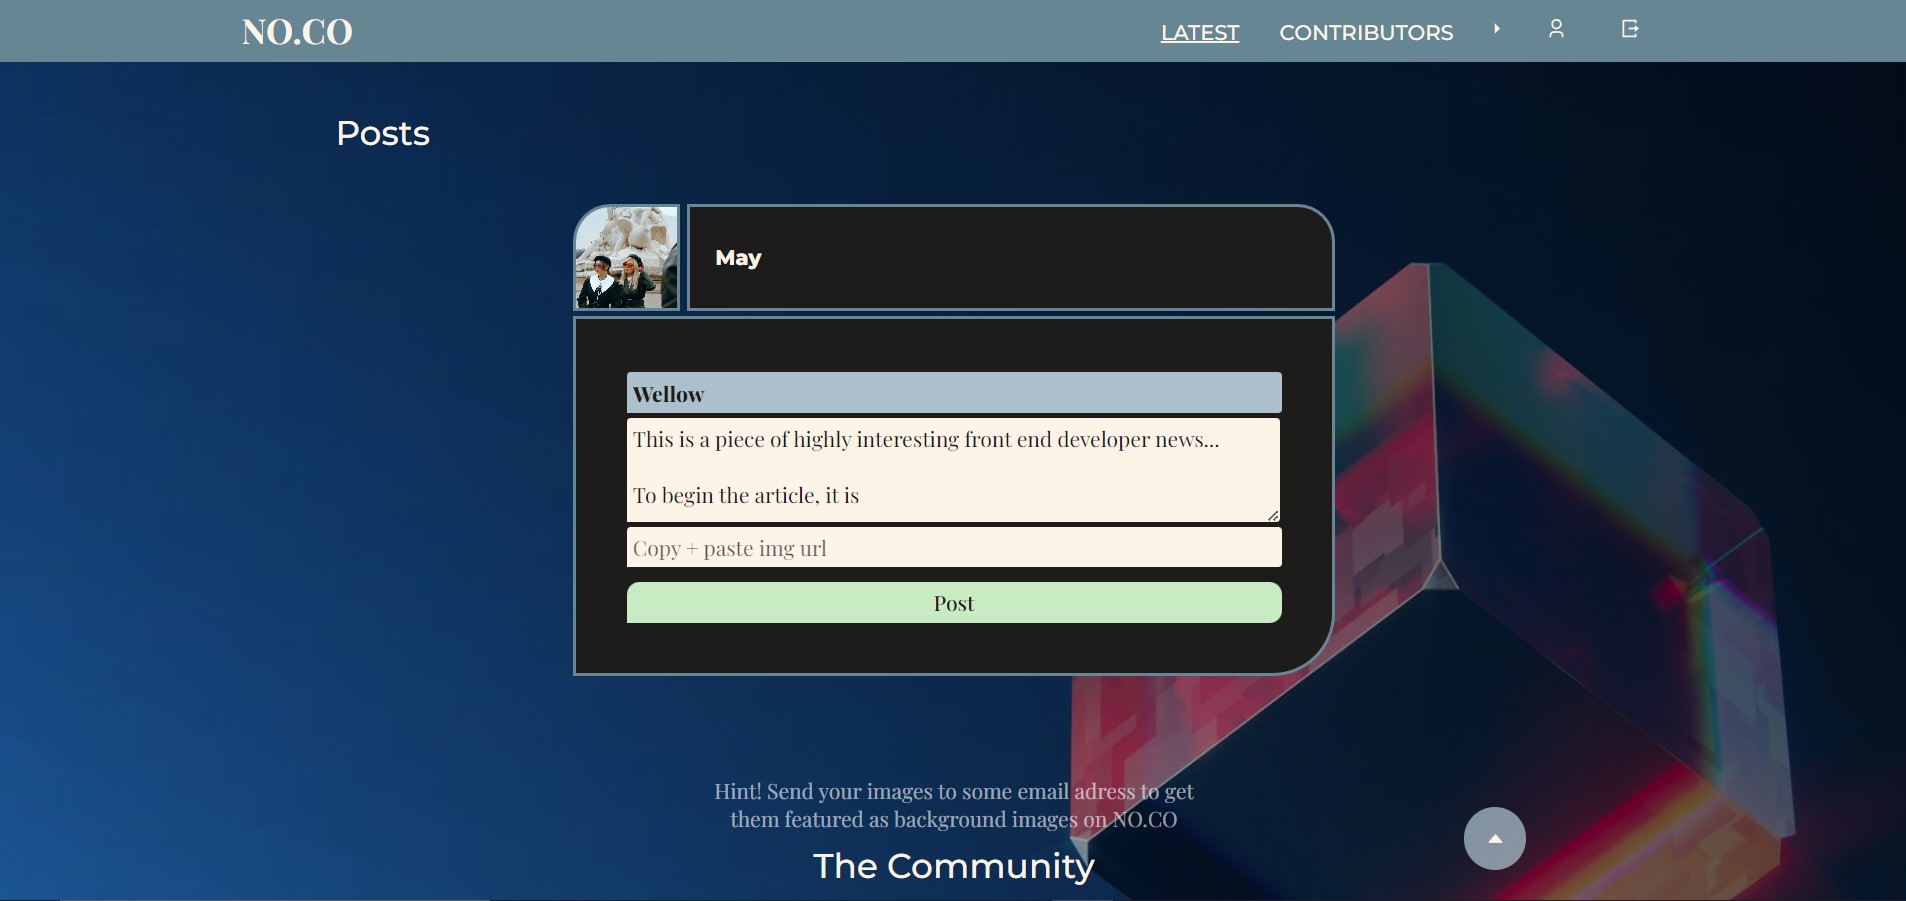 NO.CO
LATEST
CONTRIBUTORS
Posts
May
Wellow
This is a piece of highly interesting front end developer news...
To begin the article, it is
Copy + paste img url
Post
Hint! Send your images to some email adress to get
them featured as background images on NO.CO
The Community